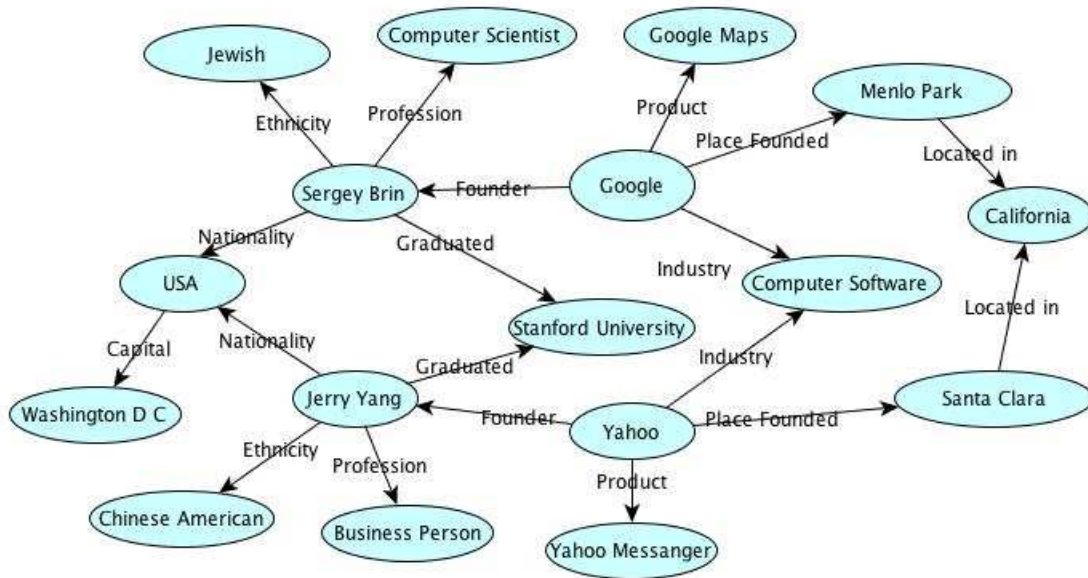 Computer Scientist
Google Maps
Jewish
Menlo Park
Product
Profession
Ethnicity
Place Founded
Located in
Sergey Brin
Founder
Google
California
Nationality
Graduated
Industry
USA
Computer Software
Located in
Stanford University
Nationality
Capital
Graduated
Industry
Jerry Yang
Santa Clara
Washington D C
Founder
Place Founded
Yahoo
Ethnicity
Profession
Product
Chinese American
Business Person
Yahoo Messanger